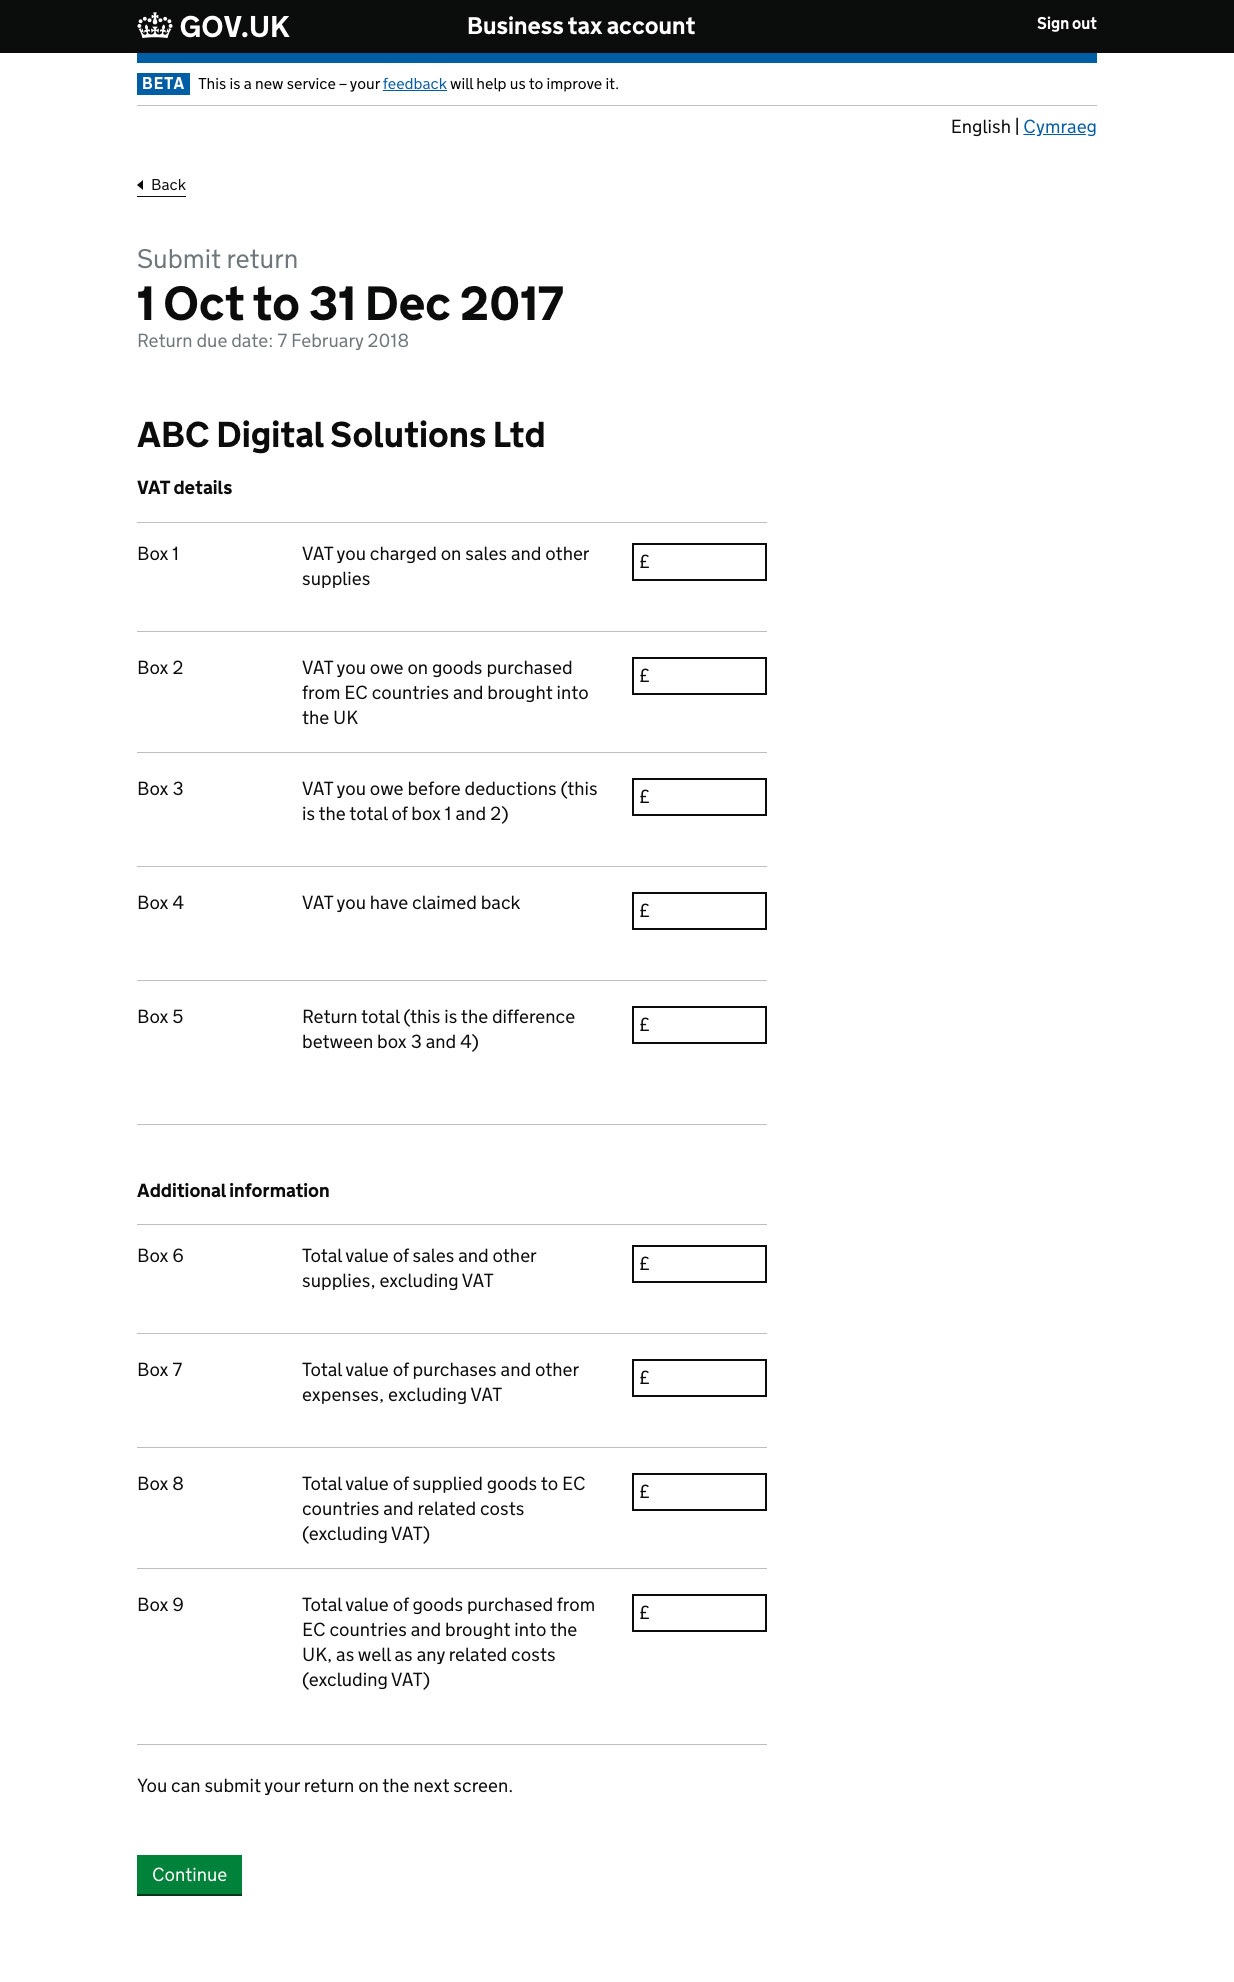 GOV.UK
Business tax account
Sign out
BETA This is a new service – your feedback will help us to improve it.
English | Cymraeg
Back
Submit return
1 Oct to 31 Dec 2017
Return due date: 7 February 2018
ABC Digital Solutions Ltd
VAT details
Box 1
VAT you charged on sales and other
supplies
£
Box 2
VAT you owe on goods purchased
from EC countries and brought into
the UK
£
Box 3
VAT you owe before deductions (this
is the total of box 1 and 2)
£
Box 4
VAT you have claimed back
£
Box 5
Return total (this is the difference
between box 3 and 4)
£
Additional information
Box 6
Total value of sales and other
supplies, excluding VAT
£
Box 7
Total value of purchases and other
expenses, excluding VAT
£
Box 8
Total value of supplied goods to EC
countries and related costs
(excluding VAT)
£
Box 9
Total value of goods purchased from
EC countries and brought into the
UK, as well as any related costs
(excluding VAT)
£
You can submit your return on the next screen.
Continue